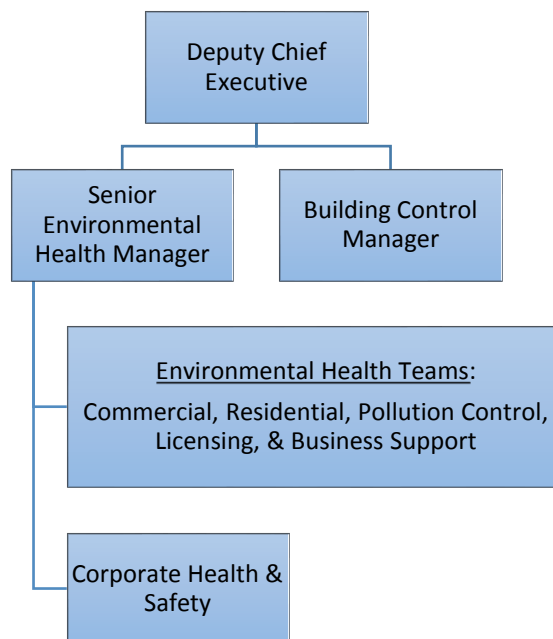 Deputy Chief
Executive
Senior
Environmental
Health Manager
Building Control
Manager
Environmental Health Teams:
Commercial, Residential, Pollution Control,
Licensing, & Business Support
Corporate Health &
Safety